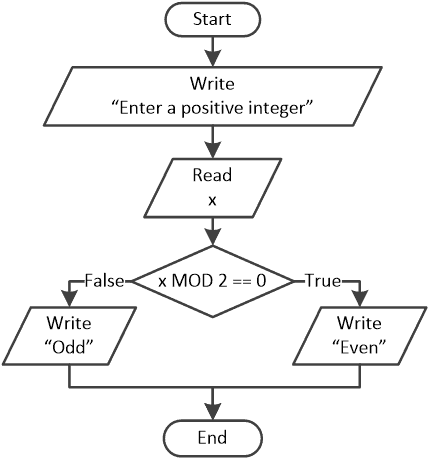 Start
Write
“Enter a positive integer”
Read
x
False
x MOD 2 == 0
True
Write
“Odd”
Write
“Even”
End